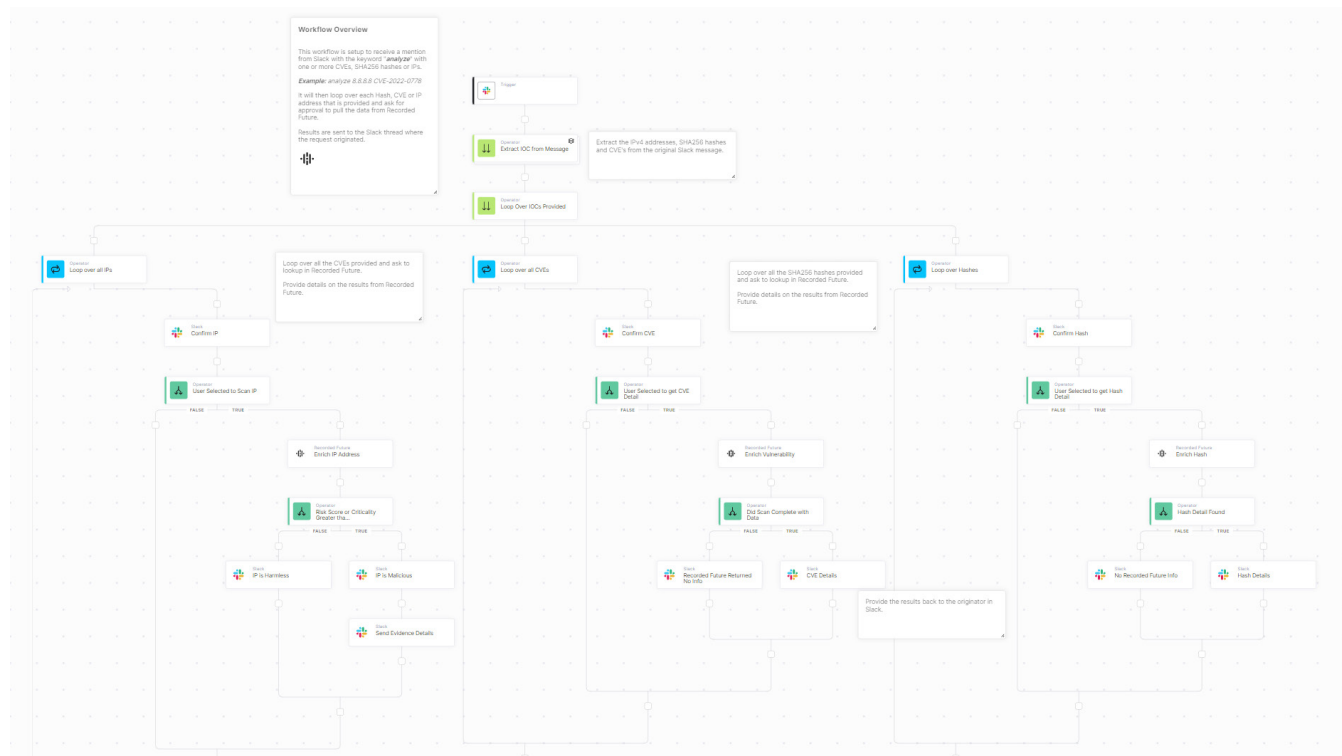 Workflow Overview
This workflow is setup to receive a mention
from Slack with the keyword "analyze" with
one or more CVEs, SHA256 hashes or IPs.
Example: analyze 8.8.8.8 CVE-2022-0778
It will then loop over each Hash, CVE or IP
address that is provided and ask for
approval to pull the data from Recorded
Future.
Results are sent to the Slack thread where
the request originated.
Trigger
Operator
Extract IOC from Message
Extract the IPv4 addresses, SHA256 hashes
and CVE's from the original Slack message.
Operator
Loop Over IOCs Provided
Operator
Loop over all IPs
Loop over all the CVEs provided and ask to
lookup in Recorded Future.
Provide details on the results from Recorded
Future.
Operator
Loop over all CVEs
Loop over all the SHA256 hashes provided
and ask to lookup in Recorded Future.
Provide details on the results from Recorded
Future.
Operator
Loop over Hashes
Slack
Confirm IP
Slack
Confirm CVE
Slack
Confirm Hash
Operator
User Selected to Scan IP
FALSE TRUE
Operator
User Selected to get CVE
Detail
FALSE TRUE
Operator
User Selected to get Hash
Detail
FALSE TRUE
Recorded Future
Enrich IP Address
Recorded Future
Enrich Vulnerability
Recorded Future
Enrich Hash
Operator
Risk Score or Criticality
Greater tha...
FALSE TRUE
Operator
Did Scan Complete with
Data
FALSE TRUE
Operator
Hash Detail Found
FALSE TRUE
Slack
IP is Harmless
Slack
IP is Malicious
Slack
Recorded Future Returned
No Info
Slack
CVE Details
Slack
No Recorded Future Info
Slack
Hash Details
Provide the results back to the originator in
Slack.
Slack
Send Evidence Details